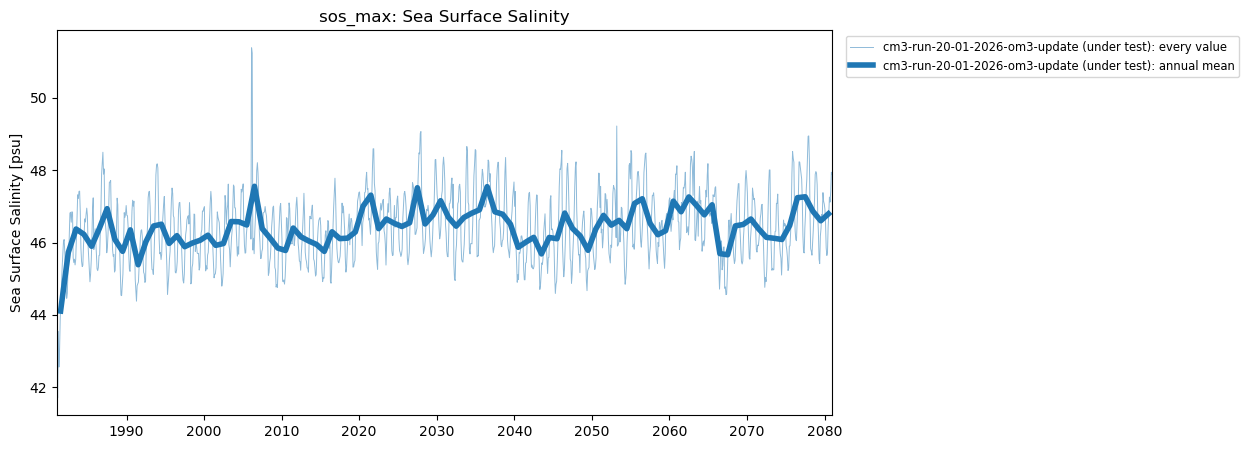 sos_max: Sea Surface Salinity
cm3-run-20-01-2026-om3-update (under test): every value
cm3-run-20-01-2026-om3-update (under test): annual mean
Sea Surface Salinity [psu]
50
48
46
44
42
1990 2000 2010 2020 2030 2040 2050 2060 2070 2080